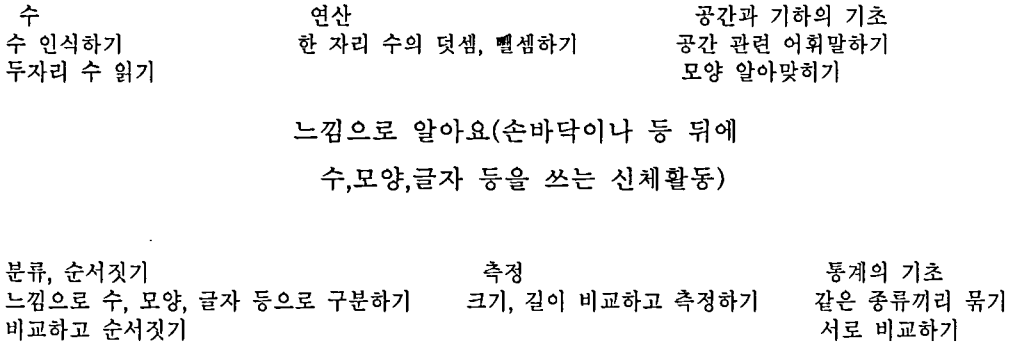 수 연산 공간과 기하의 기초
수 인식하기 한 자리 수의 덧셈, 뺄셈하기 공간 관련 어휘말하기
두자리 수 읽기 모양 알아맞히기
느낌으로 알아요(손바닥이나 등 뒤에
수,모양,글자 등을 쓰는 신체활동)
분류, 순서짓기 측정 통계의 기초
느낌으로 수, 모양, 글자 등으로 구분하기 크기, 길이 비교하고 측정하기 같은 종류끼리 묶기
비교하고 순서짓기 서로 비교하기